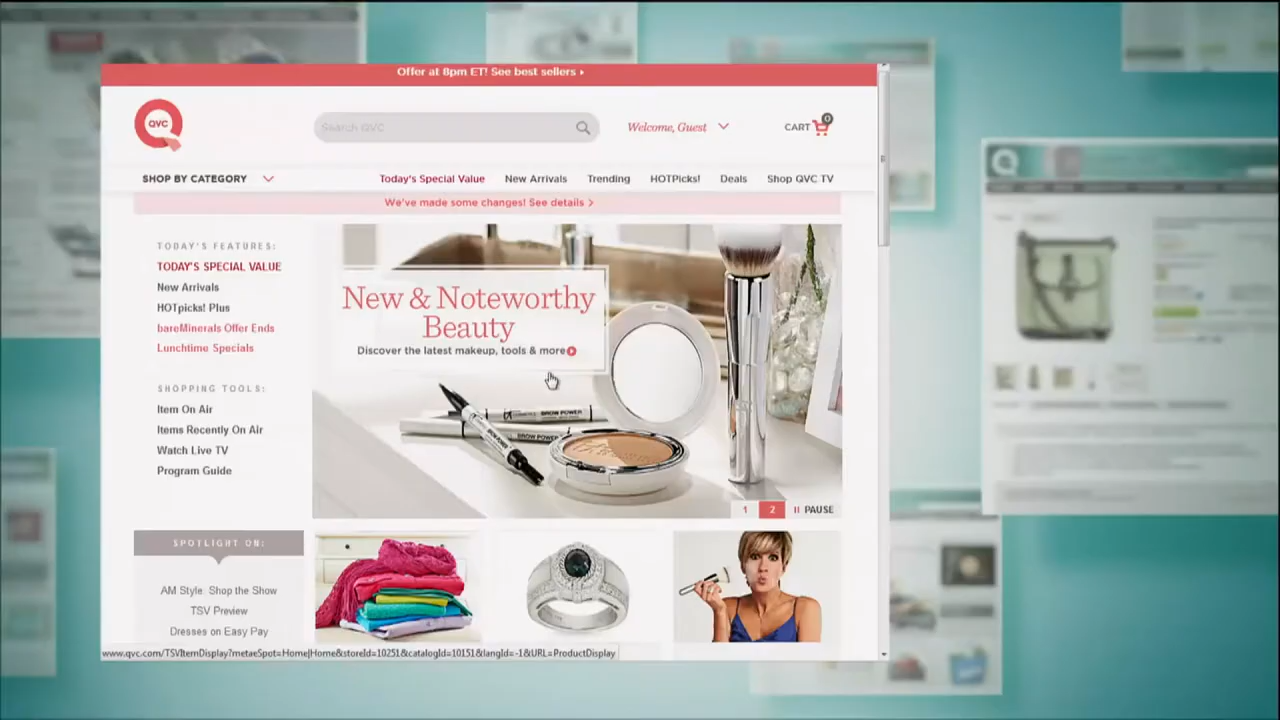 Offer at 8pm ET! See best sellers
QVC
Search QVC
Welcome, Guest
CART
0
SHOP BY CATEGORY
Today's Special Value
New Arrivals
Trending
HOTPicks!
Deals
Shop QVC TV
We've made some changes! See details
TODAY'S FEATURES:
TODAY'S SPECIAL VALUE
New Arrivals
HOTpicks! Plus
bareMinerals Offer Ends
Lunchtime Specials
SHOPPING TOOLS:
Item On Air
Items Recently On Air
Watch Live TV
Program Guide
New & Noteworthy
Beauty
Discover the latest makeup, tools & more
BROW POWER
BROW POWER
1
2
PAUSE
SPOTLIGHT ON:
AM Style: Shop the Show
TSV Preview
Dresses on Easy Pay
www.qvc.com/TSVItemDisplay?metaeSpot=Home|Home&storeId=10251&catalogId=10151&langId=-1&URL=ProductDisplay